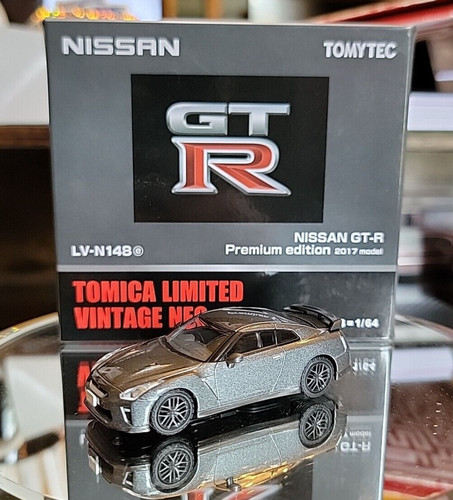 NISSAN
TOMYTEC
GT
R
NISSAN GT-R
LV-N148
Premium edition 2017 model
TOMICA LIMITED
VINTAGE NEO
=1/64